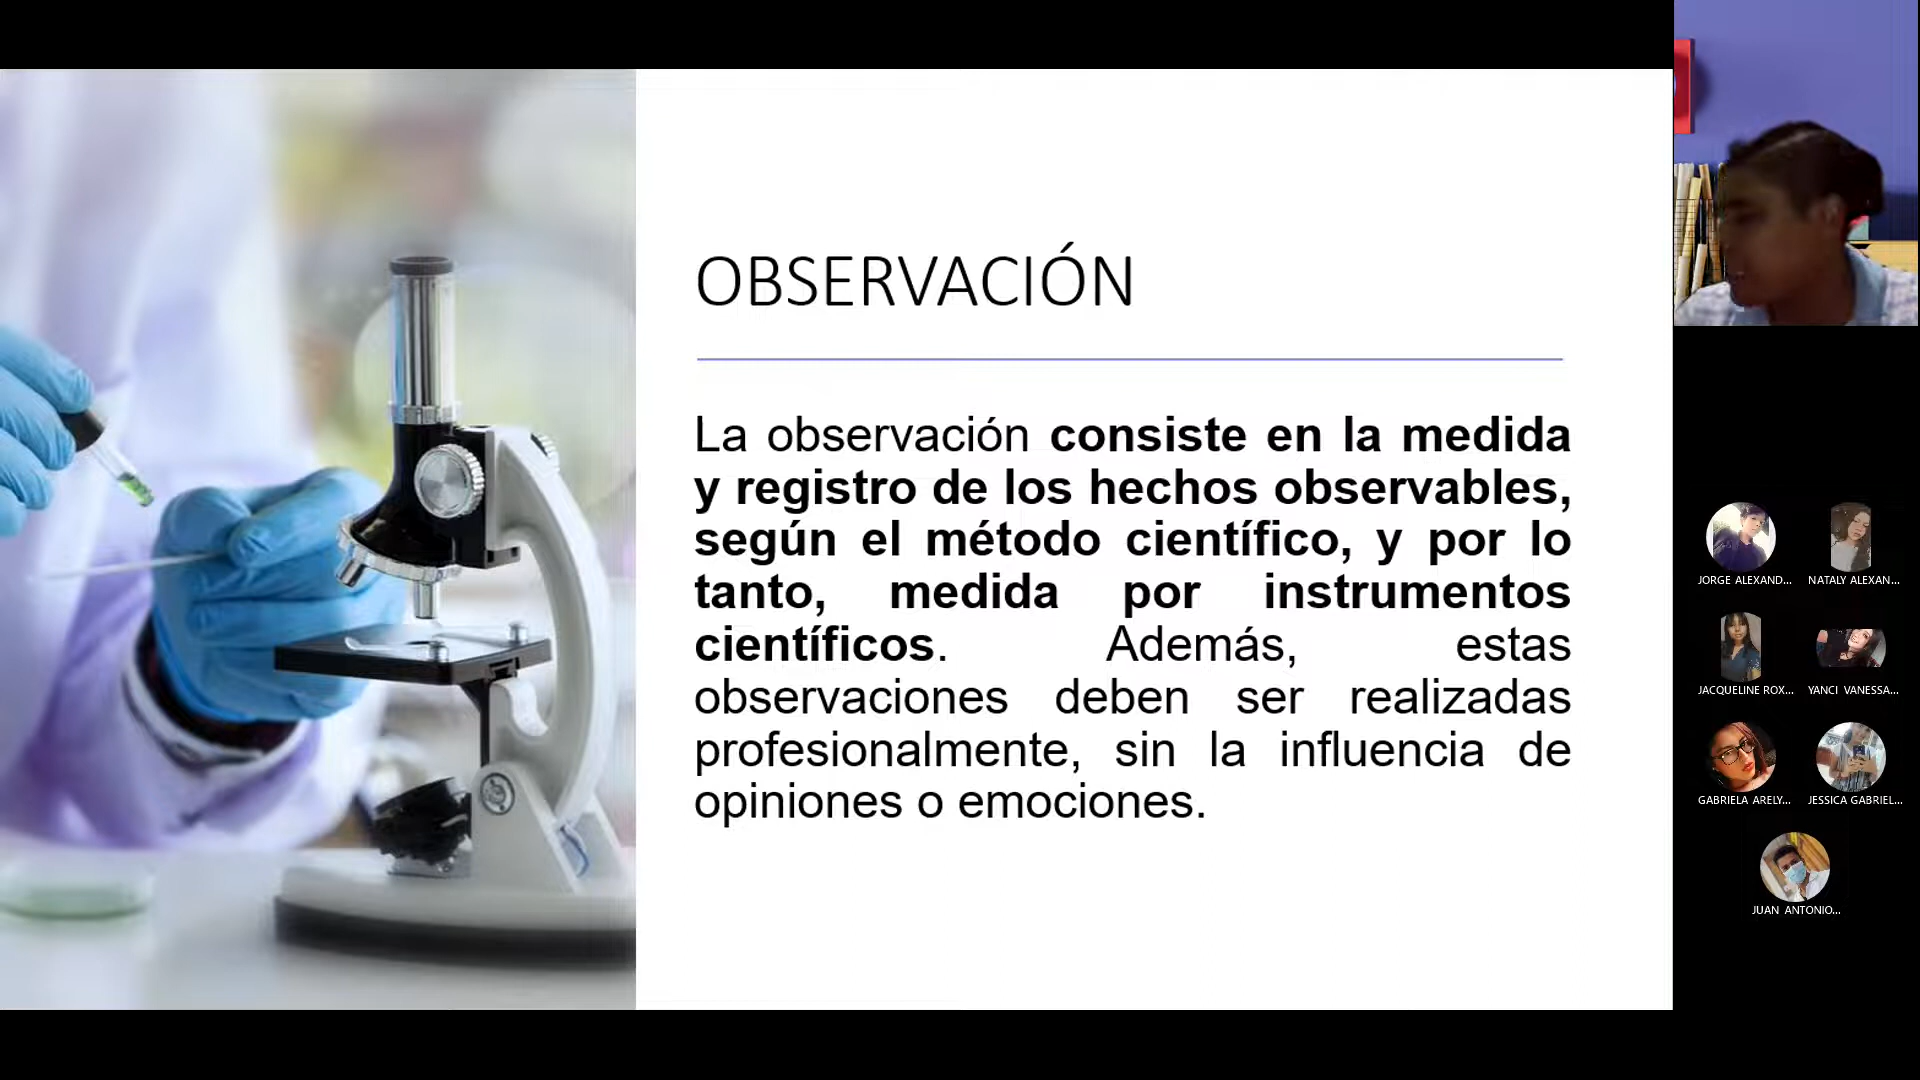 OBSERVACIÓN
La observación consiste en la medida
y registro de los hechos observables,
según el método científico, y por lo
tanto, medida por instrumentos
científicos. Además, estas
observaciones deben ser realizadas
profesionalmente, sin la influencia de
opiniones o emociones.
JORGE ALEXAND...
NATALY ALEXAN...
JACQUELINE ROX...
YANCI VANESSA...
GABRIELA ARELY...
JESSICA GABRIEL...
JUAN ANTONIO...